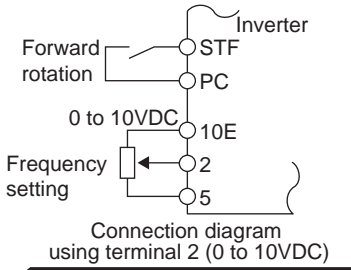 Inverter
Forward
rotation
STF
PC
0 to 10VDC
10E
Frequency
setting
2
5
Connection diagram
using terminal 2 (0 to 10VDC)